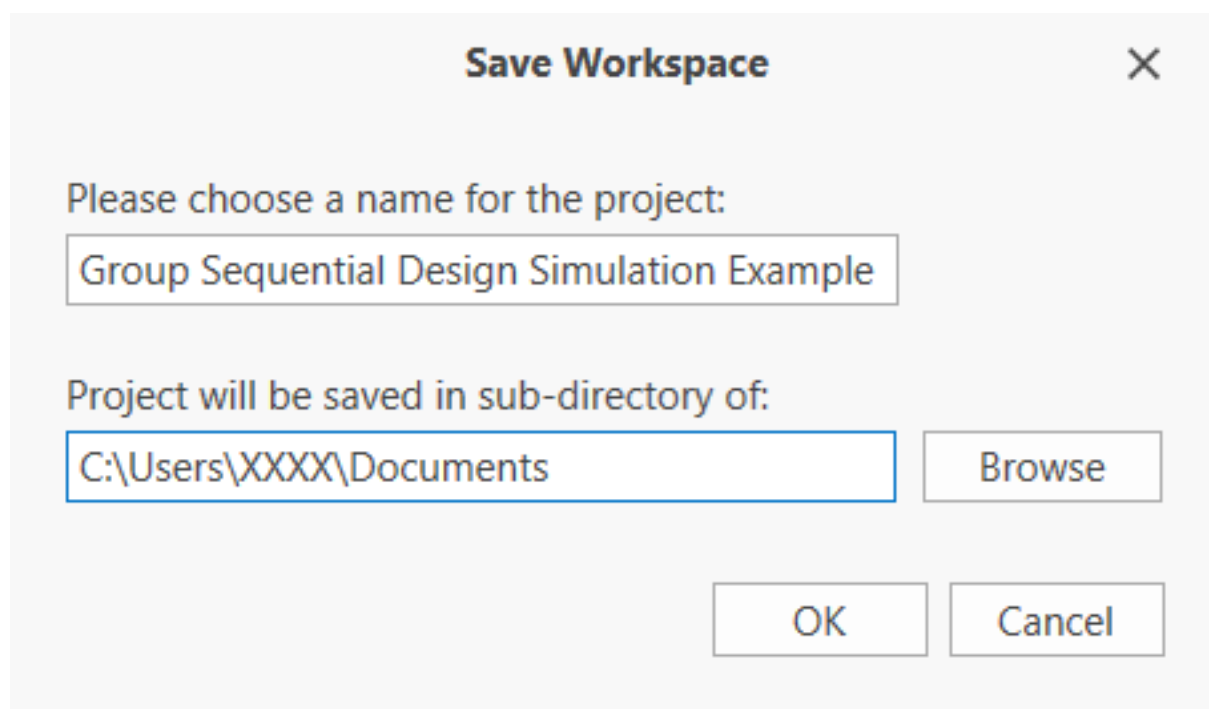 Save Workspace
Please choose a name for the project:
Group Sequential Design Simulation Example
Project will be saved in sub-directory of:
C:\Users\XXXX\Documents
Browse
OK
Cancel